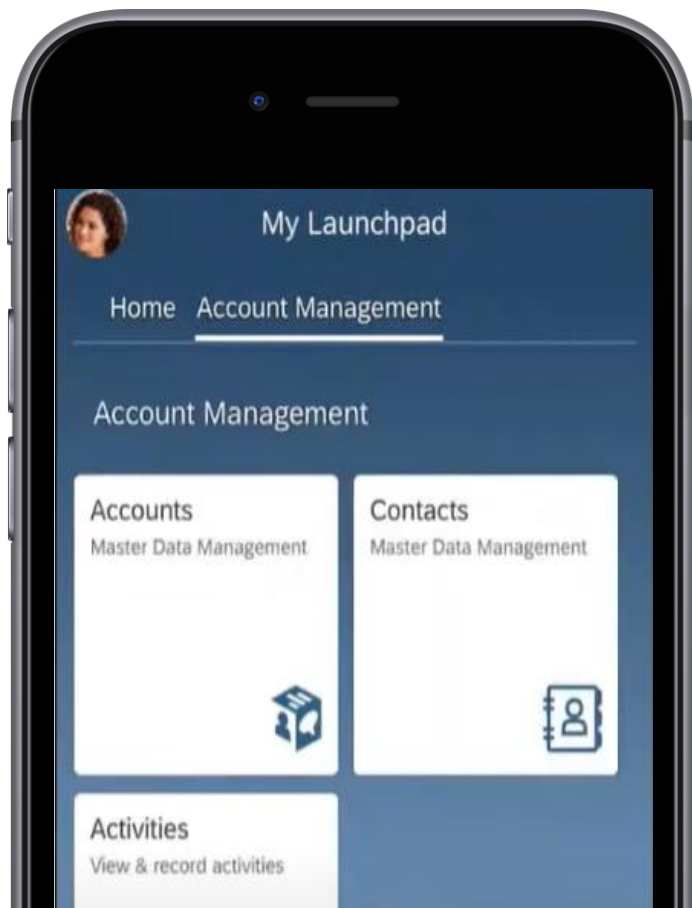 My Launchpad
Home Account Management
Account Management
Accounts
Master Data Management
Contacts
Master Data Management
Activities
View & record activities